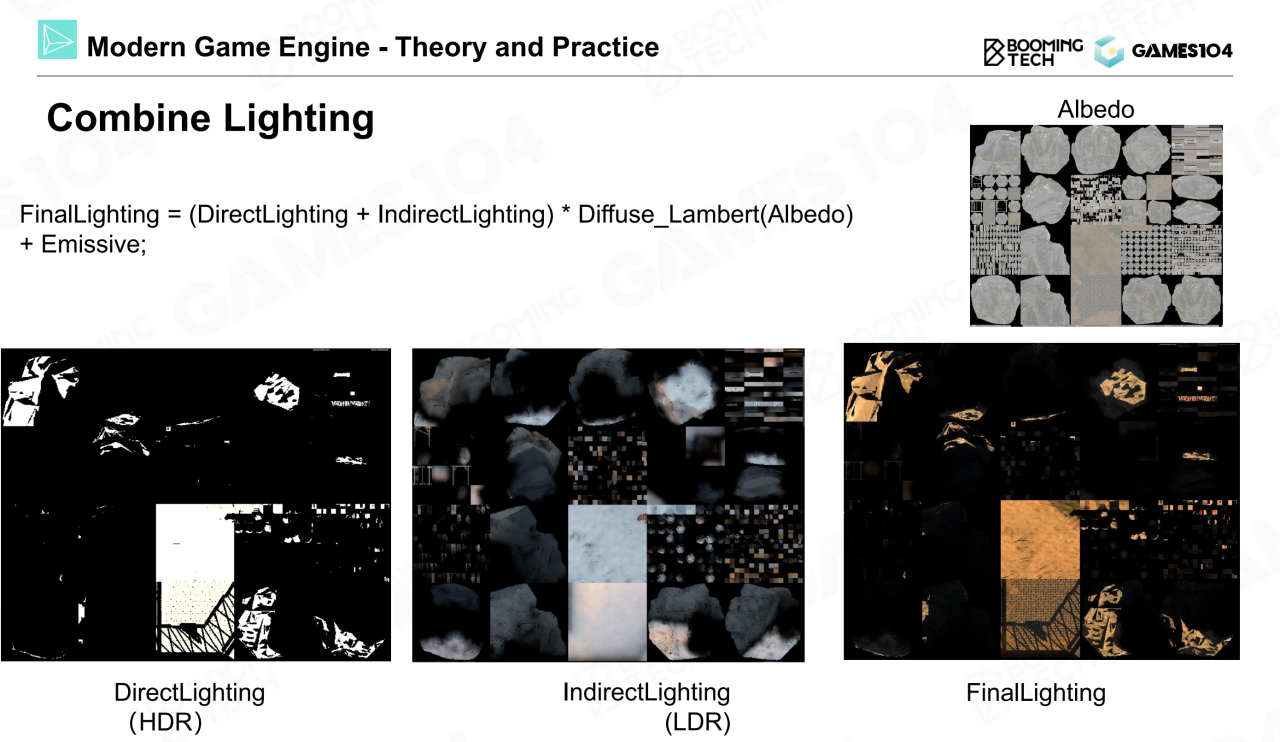 Modern Game Engine - Theory and Practice
BOOMING
TECH
GAMES104
Combine Lighting
Albedo
FinalLighting = (DirectLighting + IndirectLighting) * Diffuse_Lambert(Albedo)
+ Emissive;
DirectLighting
(HDR)
IndirectLighting
(LDR)
FinalLighting